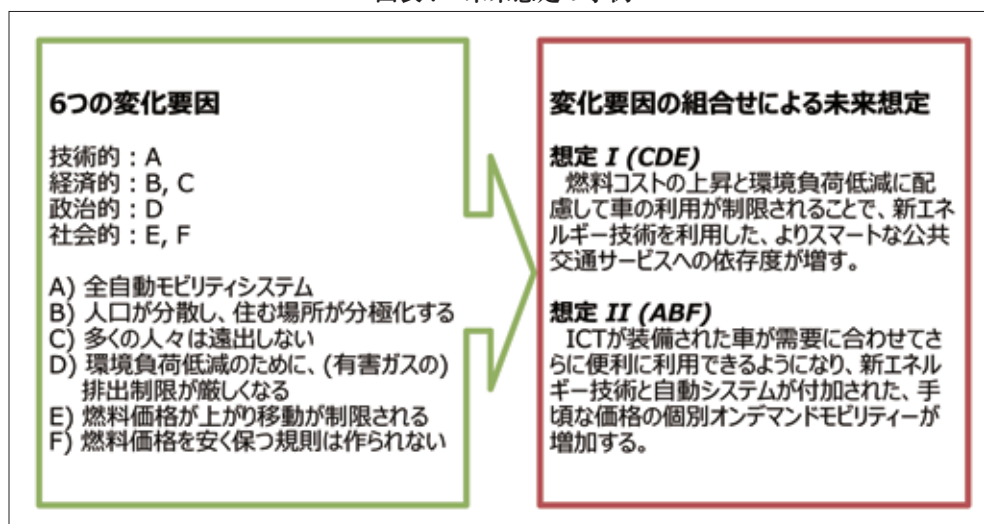 6つの変化要因
技術的：A
経済的：B, C
政治的：D
社会的：E, F
A) 全自動モビリティシステム
B) 人口が分散し、住む場所が分極化する
C) 多くの人々は遠出しない
D) 環境負荷低減のために、(有害ガスの)
排出制限が厳しくなる
E) 燃料価格が上がり移動が制限される
F) 燃料価格を安く保つ規則は作られない
変化要因の組合せによる未来想定
想定 I (CDE)
燃料コストの上昇と環境負荷低減に配
慮して車の利用が制限されることで、新エネ
ルギー技術を利用した、よりスマートな公共
交通サービスへの依存度が増す。
想定 II (ABF)
ICTが装備された車が需要に合わせてさ
らに便利に利用できるようになり、新エネル
ギー技術と自動システムが付加された、手
頃な価格の個別オンデマンドモビリティーが
増加する。